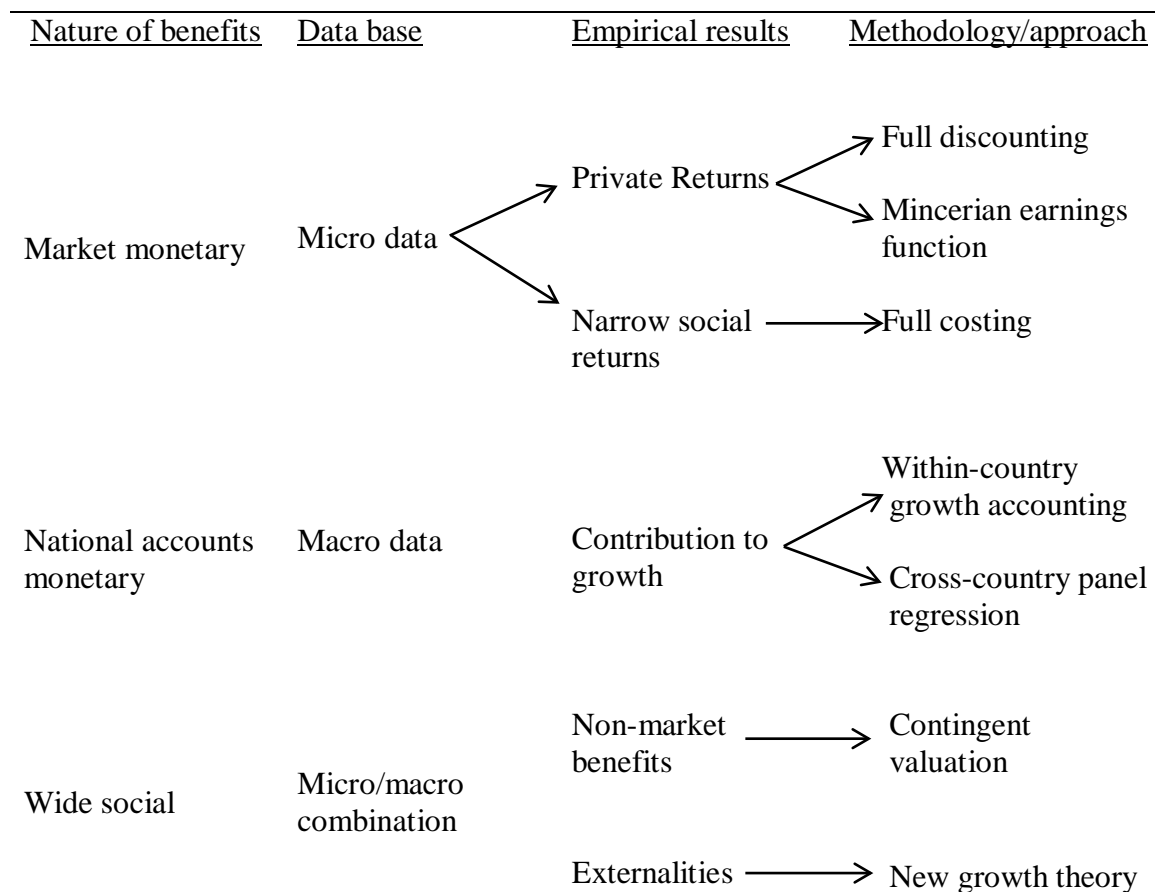 Nature of benefits Data base Empirical results Methodology/approach
Full discounting
Private Returns
Mincerian earnings
function
Market monetary
Micro data
Narrow social
returns
Full costing
Within-country
growth accounting
National accounts
monetary
Macro data
Contribution to
growth
Cross-country panel
regression
Non-market
benefits
Contingent
valuation
Wide social
Micro/macro
combination
Externalities
New growth theory